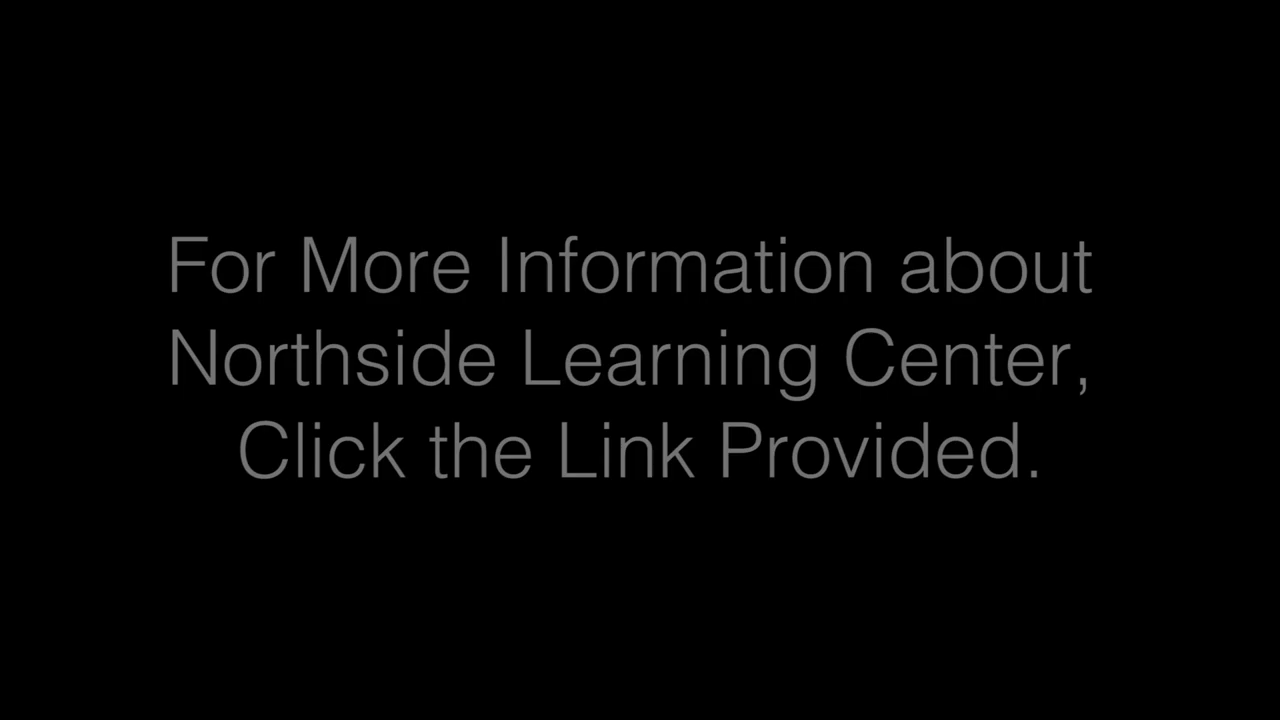 For More Information about
Northside Learning Center,
Click the Link Provided.